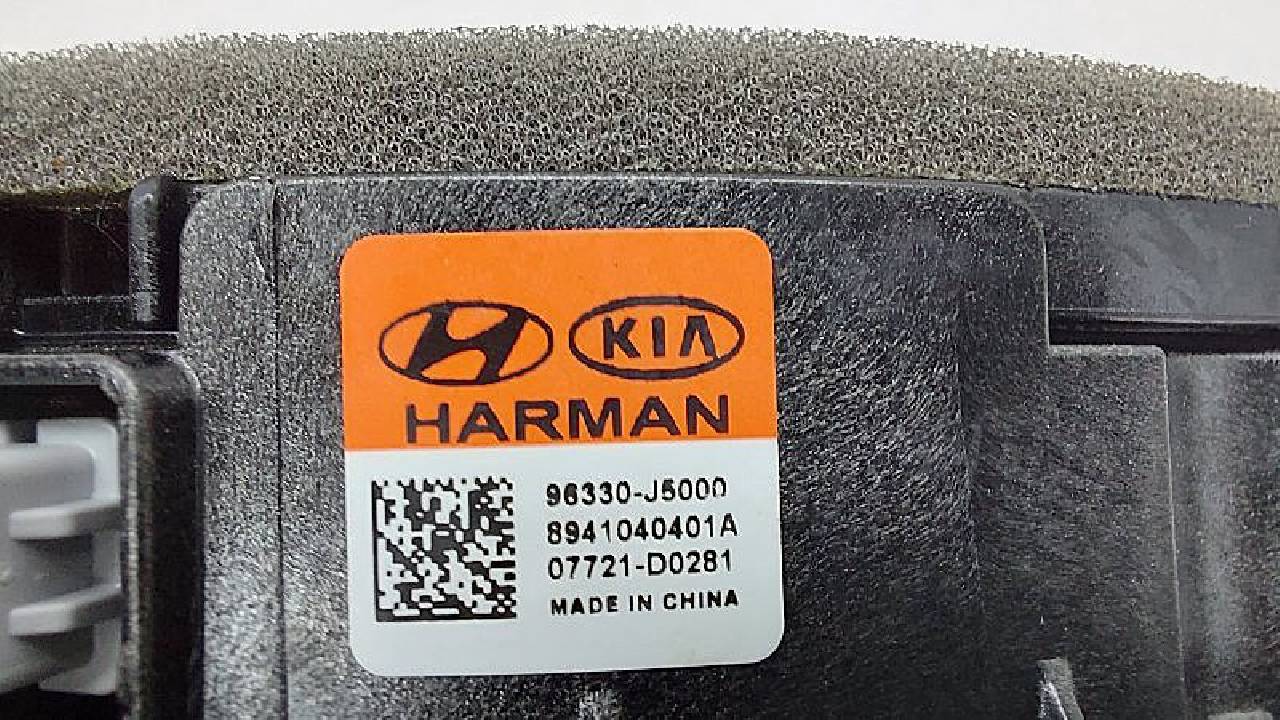 KIA
HARMAN
96330-J5000
8941040401A
07721-D0281
MADE IN CHINA